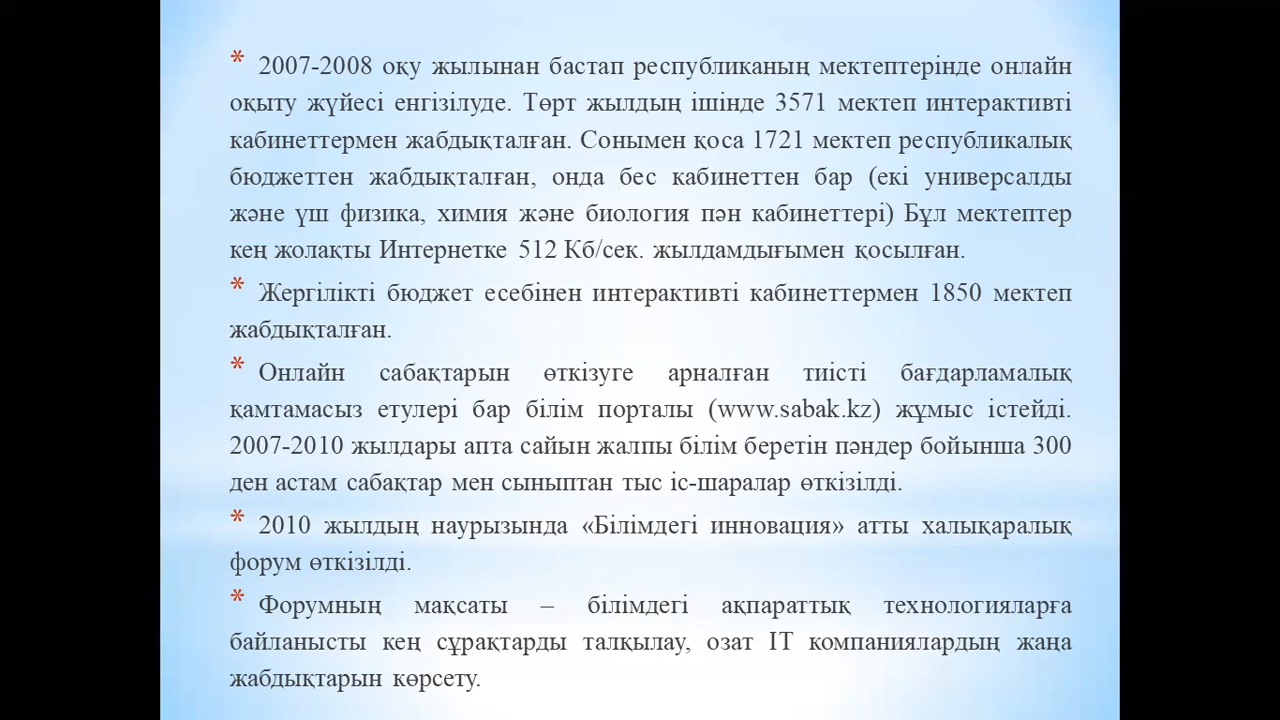 * 2007-2008 оқу жылынан бастап республиканың мектептерінде онлайн
оқыту жүйесі енгізілуде. Төрт жылдың ішінде 3571 мектеп интерактивті
кабинеттермен жабдықталған. Сонымен қоса 1721 мектеп республикалық
бюджеттен жабдықталған, онда бес кабинеттен бар (екі универсалды
және үш физика, химия және биология пән кабинеттері) Бұл мектептер
кең жолақты Интернетке 512 Кб/сек. жылдамдығымен қосылған.
* Жергілікті бюджет есебінен интерактивті кабинеттермен 1850 мектеп
жабдықталған.
* Онлайн сабақтарын өткізуге арналған тиісті бағдарламалық
қамтамасыз етулері бар білім порталы (www.sabak.kz) жұмыс істейді.
2007-2010 жылдары апта сайын жалпы білім беретін пәндер бойынша 300
ден астам сабақтар мен сыныптан тыс іс-шаралар өткізілді.
* 2010 жылдың наурызында «Білімдегі инновация» атты халықаралық
форум өткізілді.
* Форумның мақсаты – білімдегі ақпараттық технологияларға
байланысты кең сұрақтарды талқылау, озат IT компаниялардың жаңа
жабдықтарын көрсету.